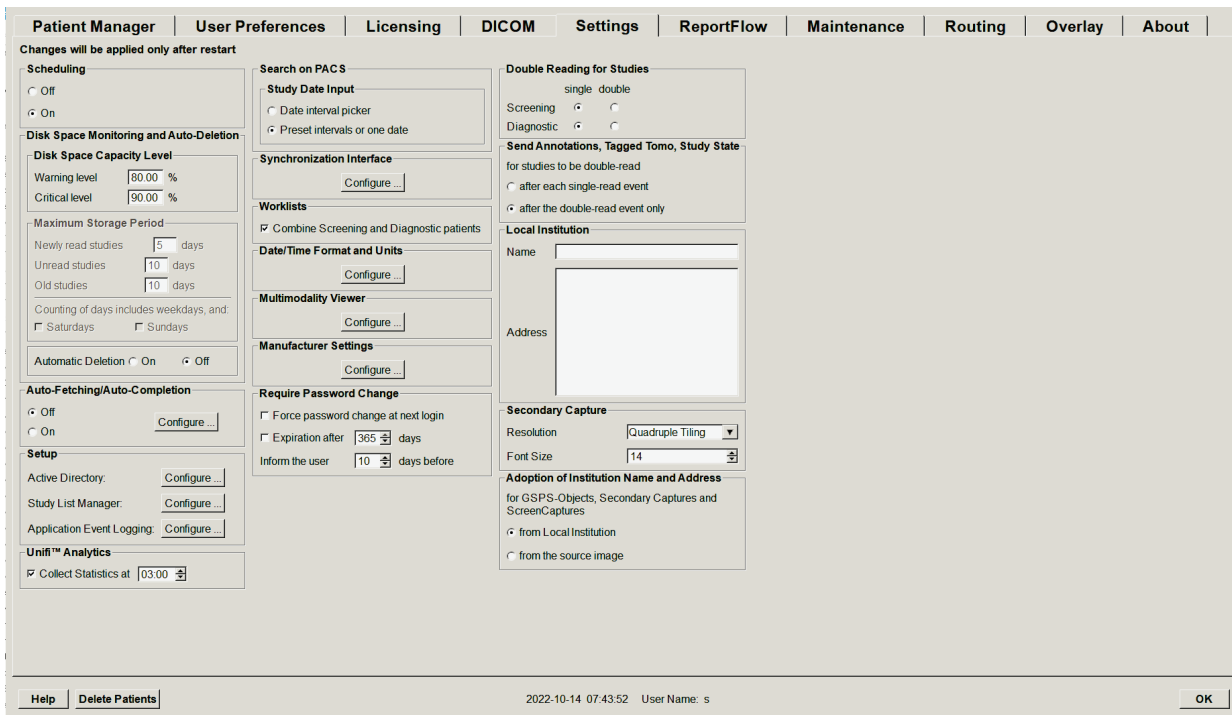 Patient Manager User Preferences Licensing DICOM Settings ReportFlow Maintenance Routing Overlay About
Changes will be applied only after restart
Scheduling
Off
On
Disk Space Monitoring and Auto-Deletion
Disk Space Capacity Level
Warning level 80.00 %
Critical level 90.00 %
Maximum Storage Period
Newly read studies 5 days
Unread studies 10 days
Old studies 10 days
Counting of days includes weekdays, and:
Saturdays Sundays
Automatic Deletion On Off
Auto-Fetching/Auto-Completion
Off
Configure ...
On
Setup
Active Directory: Configure ...
Study List Manager: Configure ...
Application Event Logging: Configure ...
Unifi™ Analytics
Collect Statistics at 03:00
Search on PACS
Study Date Input
Date interval picker
Preset intervals or one date
Synchronization Interface
Configure ...
Worklists
Combine Screening and Diagnostic patients
Date/Time Format and Units
Configure ...
Multimodality Viewer
Configure ...
Manufacturer Settings
Configure ...
Require Password Change
Force password change at next login
Expiration after 365 days
Inform the user 10 days before
Double Reading for Studies
single double
Screening
Diagnostic
Send Annotations, Tagged Tomo, Study State
for studies to be double-read
after each single-read event
after the double-read event only
Local Institution
Name
Address
Secondary Capture
Resolution Quadruple Tiling
Font Size 14
Adoption of Institution Name and Address
for GSPS-Objects, Secondary Captures and
ScreenCaptures
from Local Institution
from the source image
Help Delete Patients 2022-10-14 07:43:52 User Name: s OK